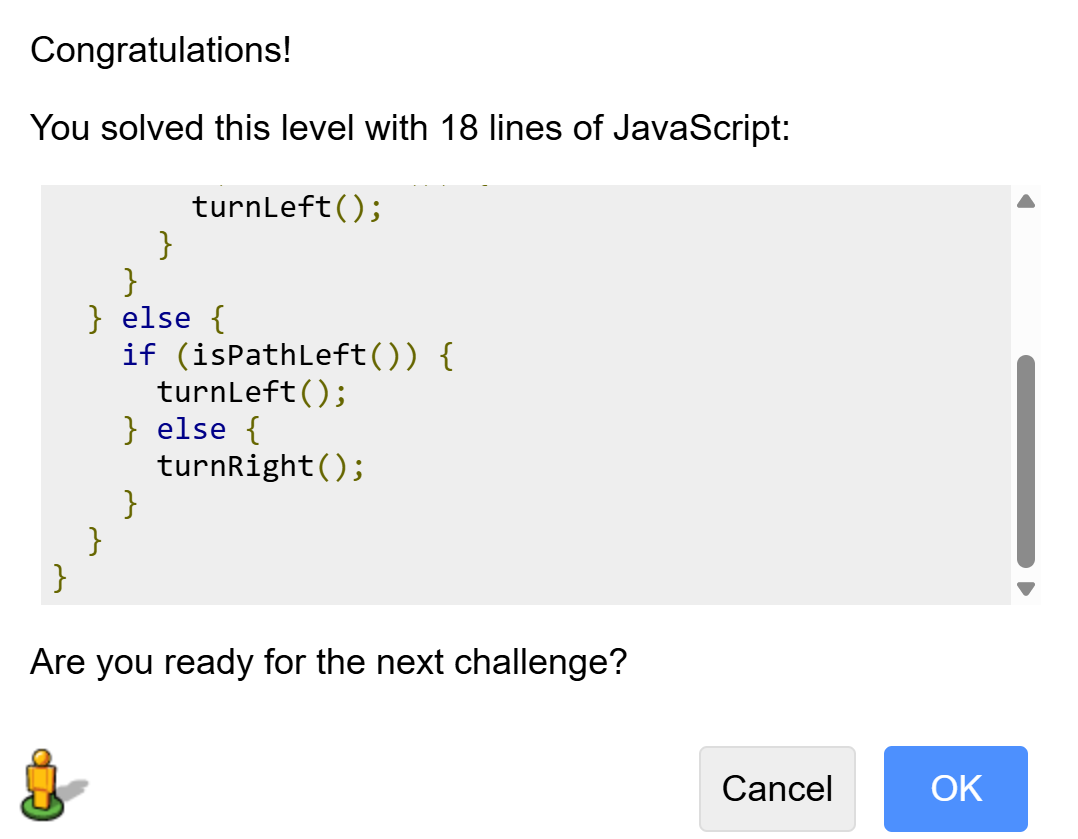 Congratulations!
You solved this level with 18 lines of JavaScript:
turnLeft();
}
}
} else {
if (isPathLeft()) {
turnLeft();
} else {
turnRight();
}
}
}
Are you ready for the next challenge?
Cancel
OK